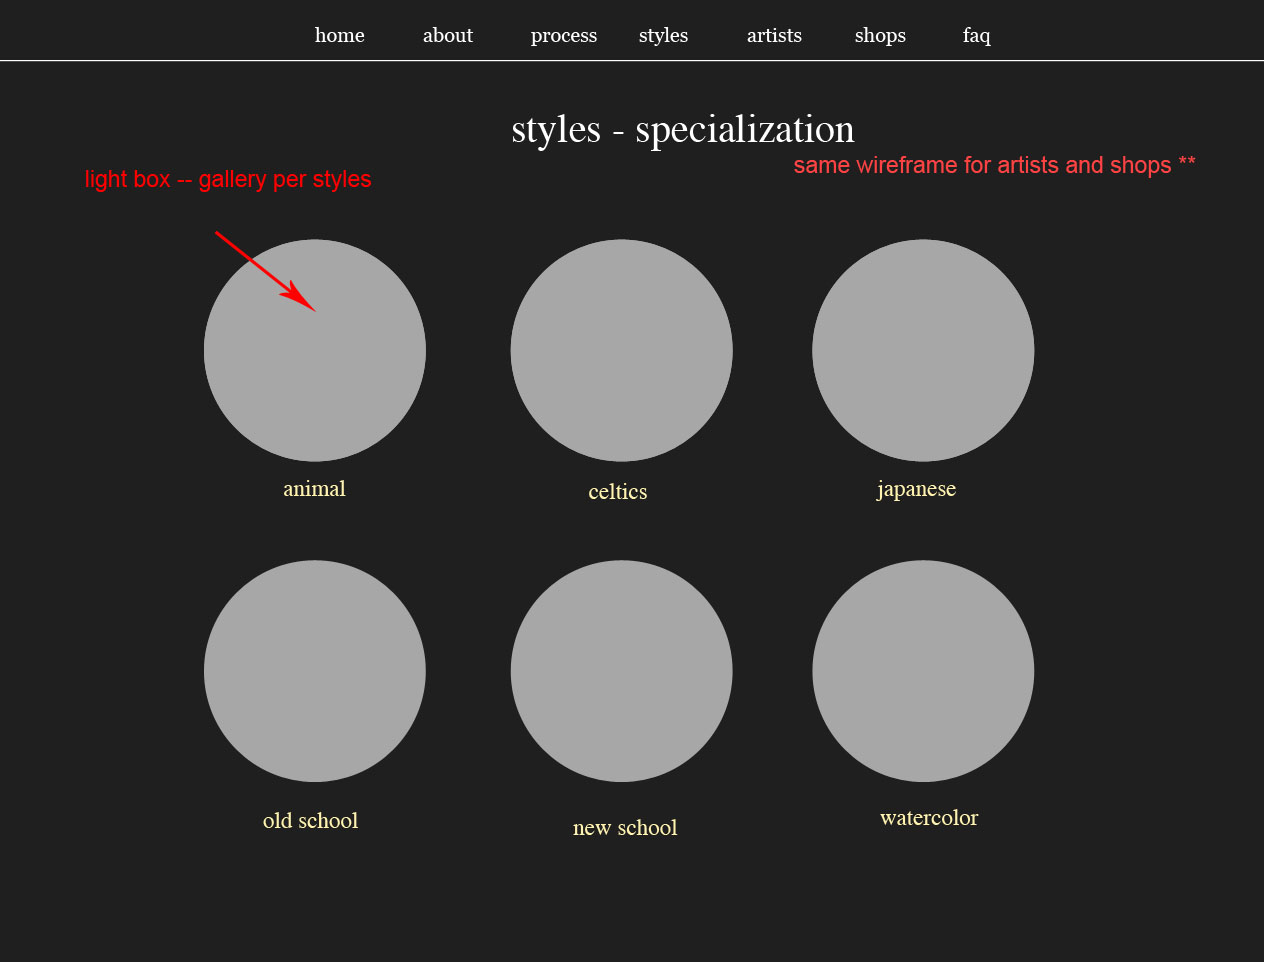 home about process styles artists shops faq
styles - specialization
same wireframe for artists and shops **
light box -- gallery per styles
animal celtics japanese
old school new school watercolor